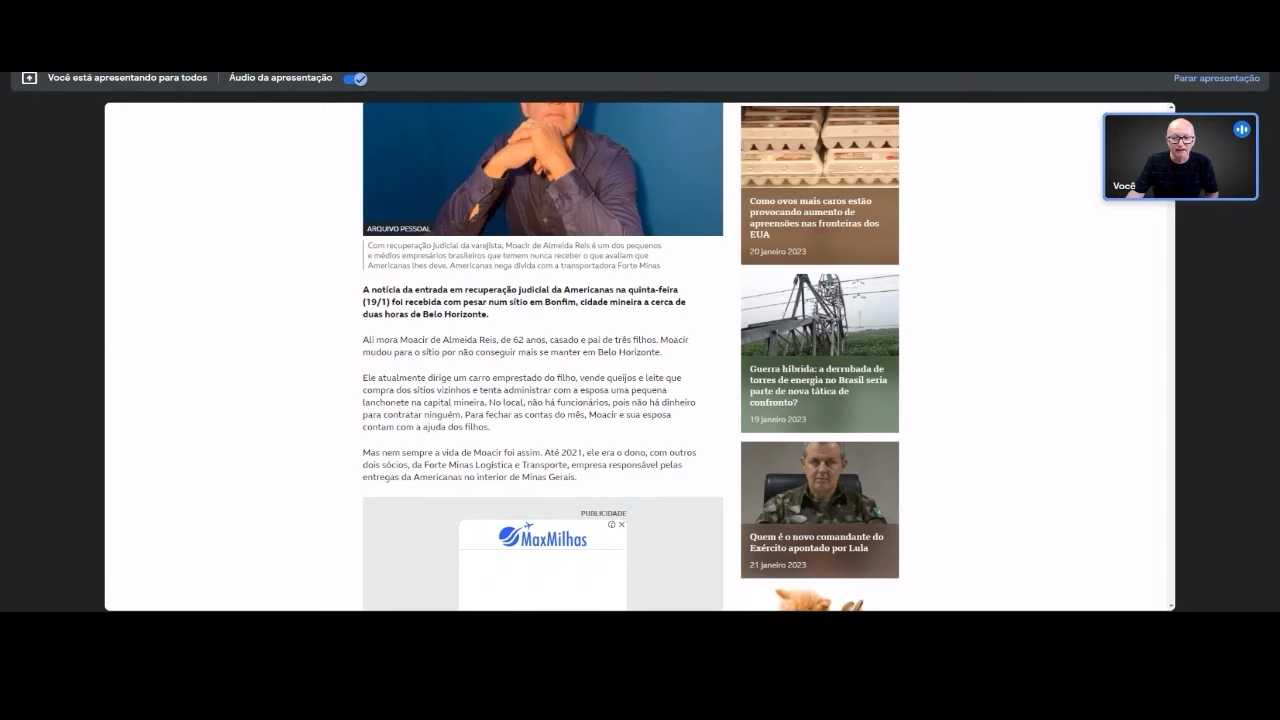 Você está apresentando para todos
Áudio da apresentação
Parar apresentação
Você
ARQUIVO PESSOAL
Com recuperação judicial da varejista, Moacir de Almeida Reis é um dos pequenos
e médios empresários brasileiros que temem nunca receber o que avaliam que
Americanas lhes deve. Americanas nega dívida com a transportadora Forte Minas
A notícia da entrada em recuperação judicial da Americanas na quinta-feira
(19/1) foi recebida com pesar num sítio em Bonfim, cidade mineira a cerca de
duas horas de Belo Horizonte.
Ali mora Moacir de Almeida Reis, de 62 anos, casado e pai de três filhos. Moacir
mudou para o sítio por não conseguir mais se manter em Belo Horizonte.
Ele atualmente dirige um carro emprestado do filho, vende queijos e leite que
compra dos sítios vizinhos e tenta administrar com a esposa uma pequena
lanchonete na capital mineira. No local, não há funcionários, pois não há dinheiro
para contratar ninguém. Para fechar as contas do mês, Moacir e sua esposa
contam com a ajuda dos filhos.
Mas nem sempre a vida de Moacir foi assim. Até 2021, ele era o dono, com outros
dois sócios, da Forte Minas Logística e Transporte, empresa responsável pelas
entregas da Americanas no interior de Minas Gerais.
PUBLICIDADE
MaxMilhas
Como ovos mais caros estão
provocando aumento de
apreensões nas fronteiras dos
EUA
20 janeiro 2023
Guerra híbrida: a derrubada de
torres de energia no Brasil seria
parte de nova tática de
confronto?
19 janeiro 2023
Quem é o novo comandante do
Exército apontado por Lula
21 janeiro 2023